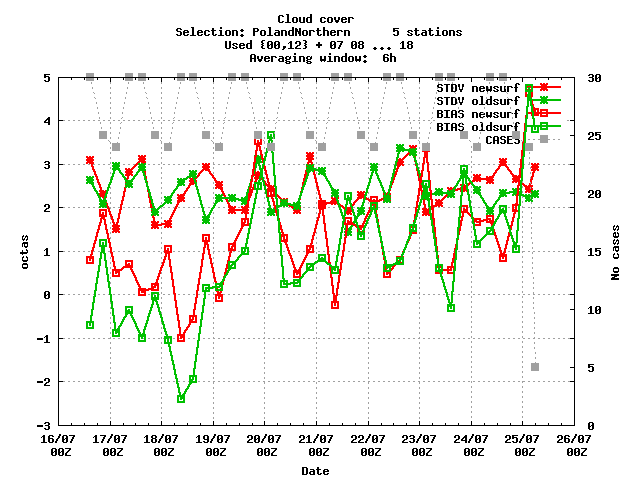 Cloud cover
Selection: PolandNorthern 5 stations
Used {00,12} + 07 08 ... 18
Averaging window: 6h
STDV newsurf
STDV oldsurf
BIAS newsurf
BIAS oldsurf
CASES
5
4
3
2
1
0
-1
-2
-3
octas
30
25
20
15
10
5
0
No cases
16/07 17/07 18/07 19/07 20/07 21/07 22/07 23/07 24/07 25/07 26/07
00Z 00Z 00Z 00Z 00Z 00Z 00Z 00Z 00Z 00Z 00Z
Date